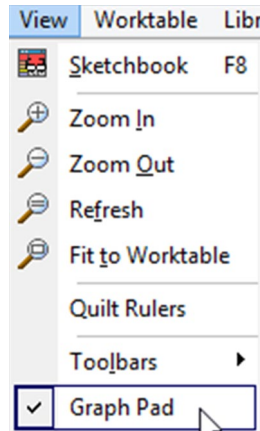 View Worktable Libr
Sketchbook F8
Zoom In
Zoom Out
Refresh
Fit to Worktable
Quilt Rulers
Toolbars
Graph Pad